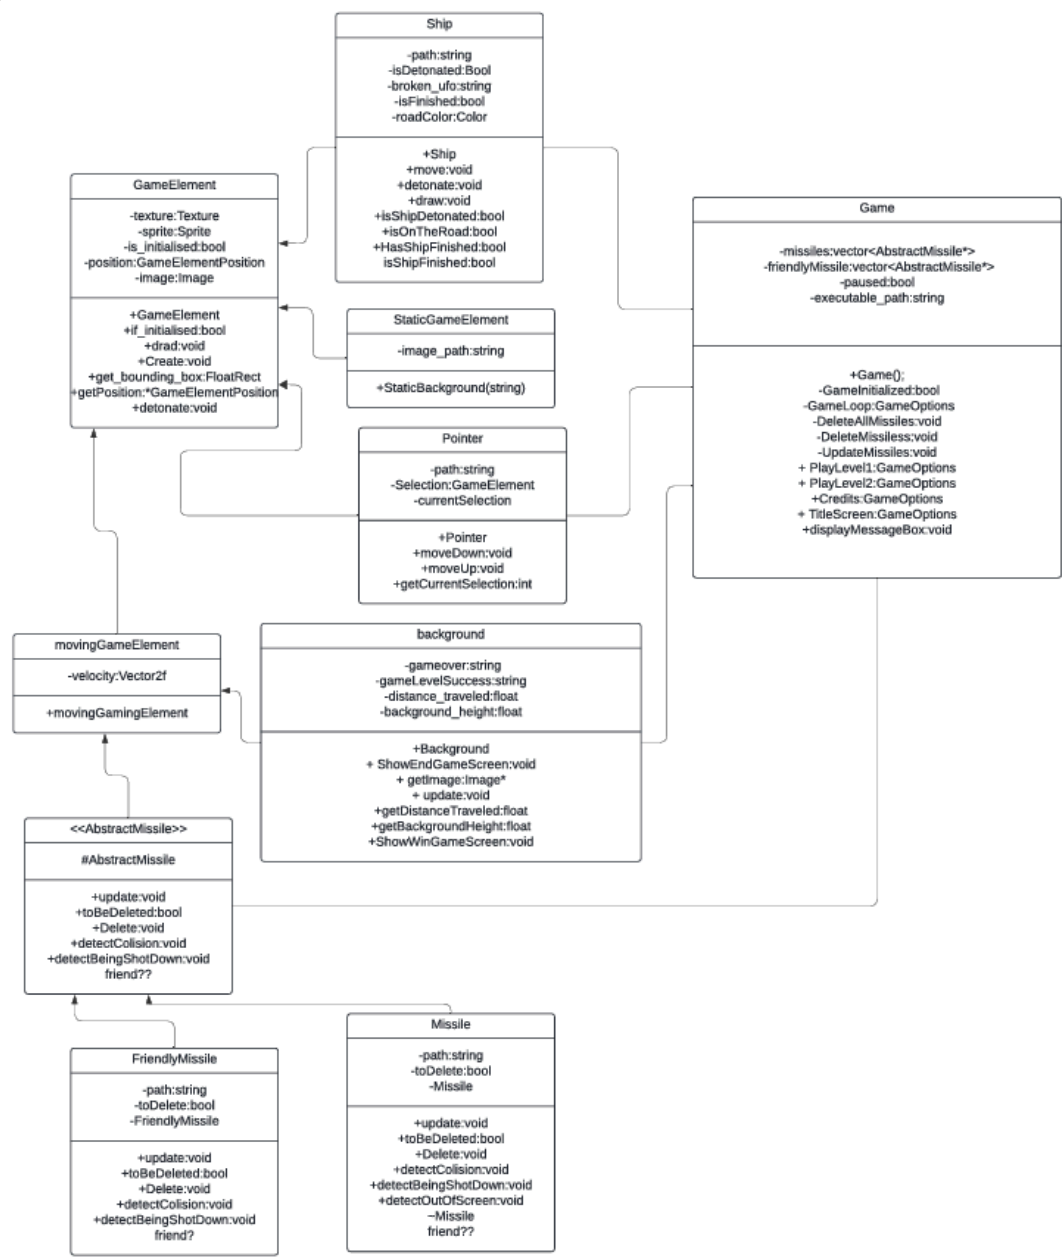 Ship
-path:string
-isDetonated:Bool
-broken_ufo:string
-isFinished:bool
-roadColor:Color
+Ship
+move:void
+detonate:void
+draw:void
+isShipDetonated:bool
+isOnTheRoad:bool
+HasShipFinished:bool
isShipFinished:bool
GameElement
-texture:Texture
-sprite:Sprite
-is_initialised:bool
-position:GameElementPosition
-image:Image
+GameElement
+if_initialised:bool
+drad:void
+Create:void
+get_bounding_box:FloatRect
+getPosition:*GameElementPosition
+detonate:void
Game
-missiles:vector<AbstractMissile*>
-friendlyMissile:vector<AbstractMissile*>
-paused:bool
-executable_path:string
+Game();
-GameInitialized:bool
-GameLoop:GameOptions
-DeleteAllMissiles:void
-DeleteMissiless:void
-UpdateMissiles:void
+ PlayLevel1:GameOptions
+ PlayLevel2:GameOptions
+Credits:GameOptions
+ TitleScreen:GameOptions
+displayMessageBox:void
StaticGameElement
-image_path:string
+StaticBackground(string)
Pointer
-path:string
-Selection:GameElement
-currentSelection
+Pointer
+moveDown:void
+moveUp:void
+getCurrentSelection:int
movingGameElement
-velocity:Vector2f
+movingGamingElement
background
-gameover:string
-gameLevelSuccess:string
-distance_traveled:float
-background_height:float
+Background
+ ShowEndGameScreen:void
+ getImage:Image*
+ update:void
+getDistanceTraveled:float
+getBackgroundHeight:float
+ShowWinGameScreen:void
<<AbstractMissile>>
#AbstractMissile
+update:void
+toBeDeleted:bool
+Delete:void
+detectColision:void
+detectBeingShotDown:void
friend??
FriendlyMissile
-path:string
-toDelete:bool
-FriendlyMissile
+update:void
+toBeDeleted:bool
+Delete:void
+detectColision:void
+detectBeingShotDown:void
friend?
Missile
-path:string
-toDelete:bool
-Missile
+update:void
+toBeDeleted:bool
+Delete:void
+detectColision:void
+detectBeingShotDown:void
+detectOutOfScreen:void
~Missile
friend??